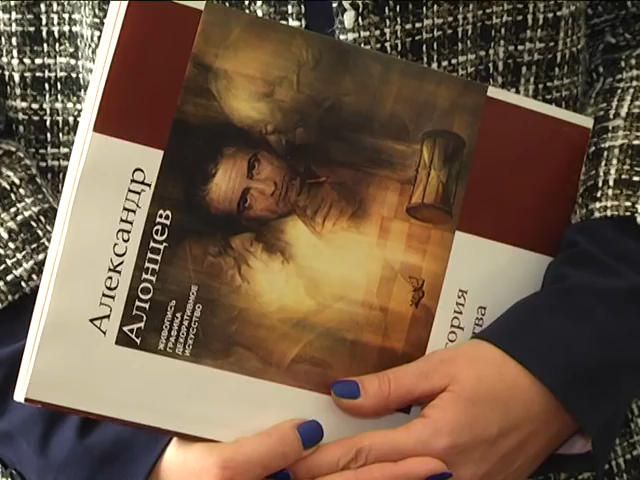 Александр
Алонцев
ЖИВОПИСЬ
ГРАФИКА
ДЕКОРАТИВНОЕ
ИСКУССТВО